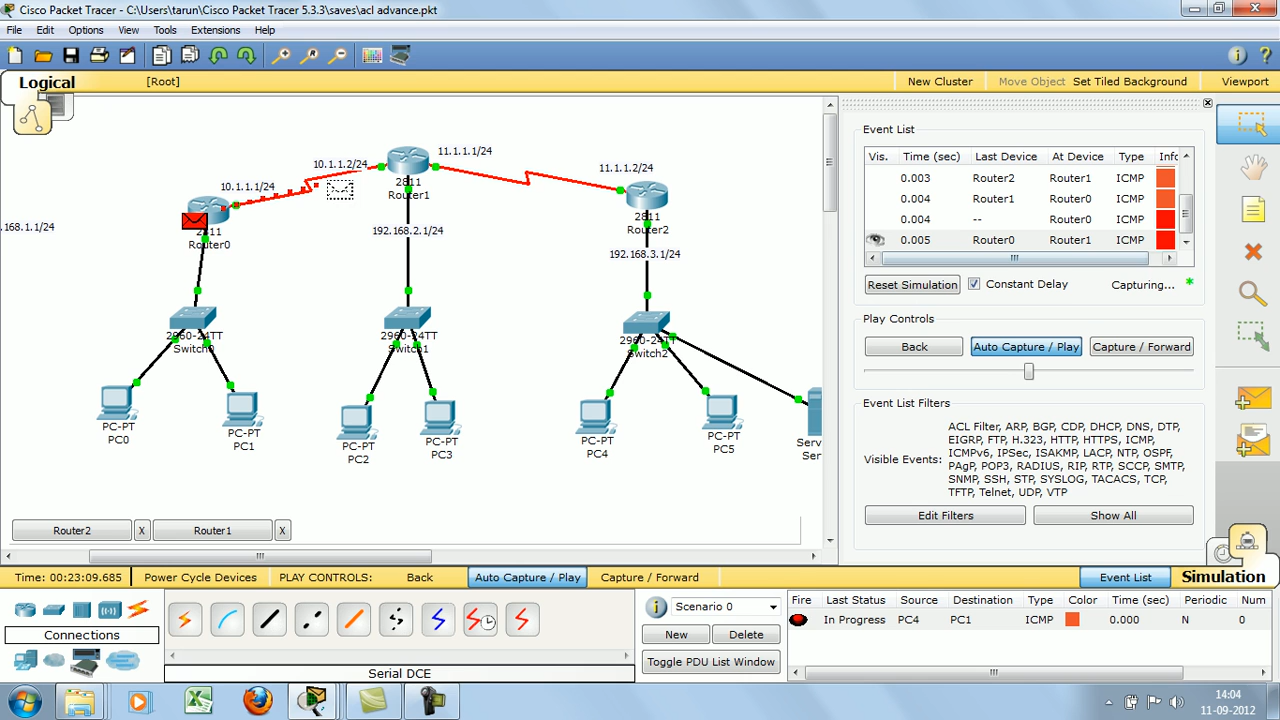 Cisco Packet Tracer - C:\Users\tarun\Cisco Packet Tracer 5.3.3\saves\acl advance.pkt
File Edit Options View Tools Extensions Help
Logical [Root] New Cluster Move Object Set Tiled Background Viewport
10.1.1.2/24
11.1.1.1/24
11.1.1.2/24
10.1.1.1/24
2811
Router1
2811
Router0
2811
Router2
.168.1.1/24
192.168.2.1/24
192.168.3.1/24
2960-24TT
Switch0
2960-24TT
Switch1
2960-24TT
Switch2
PC-PT
PC0
PC-PT
PC1
PC-PT
PC2
PC-PT
PC3
PC-PT
PC4
PC-PT
PC5
Serv
Ser
Router2 X Router1 X
Event List
Vis. Time (sec) Last Device At Device Type Info
0.003 Router2 Router1 ICMP
0.004 Router1 Router0 ICMP
0.004 -- Router0 ICMP
0.005 Router0 Router1 ICMP
Reset Simulation Constant Delay Capturing... *
Play Controls
Back Auto Capture / Play Capture / Forward
Event List Filters
Visible Events:
ACL Filter, ARP, BGP, CDP, DHCP, DNS, DTP,
EIGRP, FTP, H.323, HTTP, HTTPS, ICMP,
ICMPv6, IPSec, ISAKMP, LACP, NTP, OSPF,
PAgP, POP3, RADIUS, RIP, RTP, SCCP, SMTP,
SNMP, SSH, STP, SYSLOG, TACACS, TCP,
TFTP, Telnet, UDP, VTP
Edit Filters Show All
Time: 00:23:09.685 Power Cycle Devices PLAY CONTROLS: Back Auto Capture / Play Capture / Forward Event List Simulation
Connections
Serial DCE
Scenario 0
New Delete
Toggle PDU List Window
Fire Last Status Source Destination Type Color Time (sec) Periodic Num
In Progress PC4 PC1 ICMP 0.000 N 0
14:04
11-09-2012